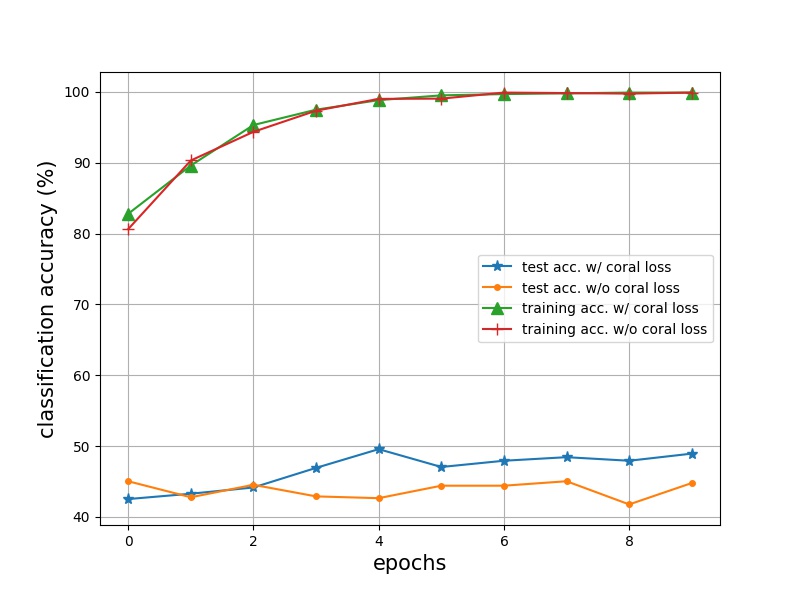 classification accuracy (%)
100
90
80
70
60
50
40
test acc. w/ coral loss
test acc. w/o coral loss
training acc. w/ coral loss
training acc. w/o coral loss
0 2 4 6 8
epochs